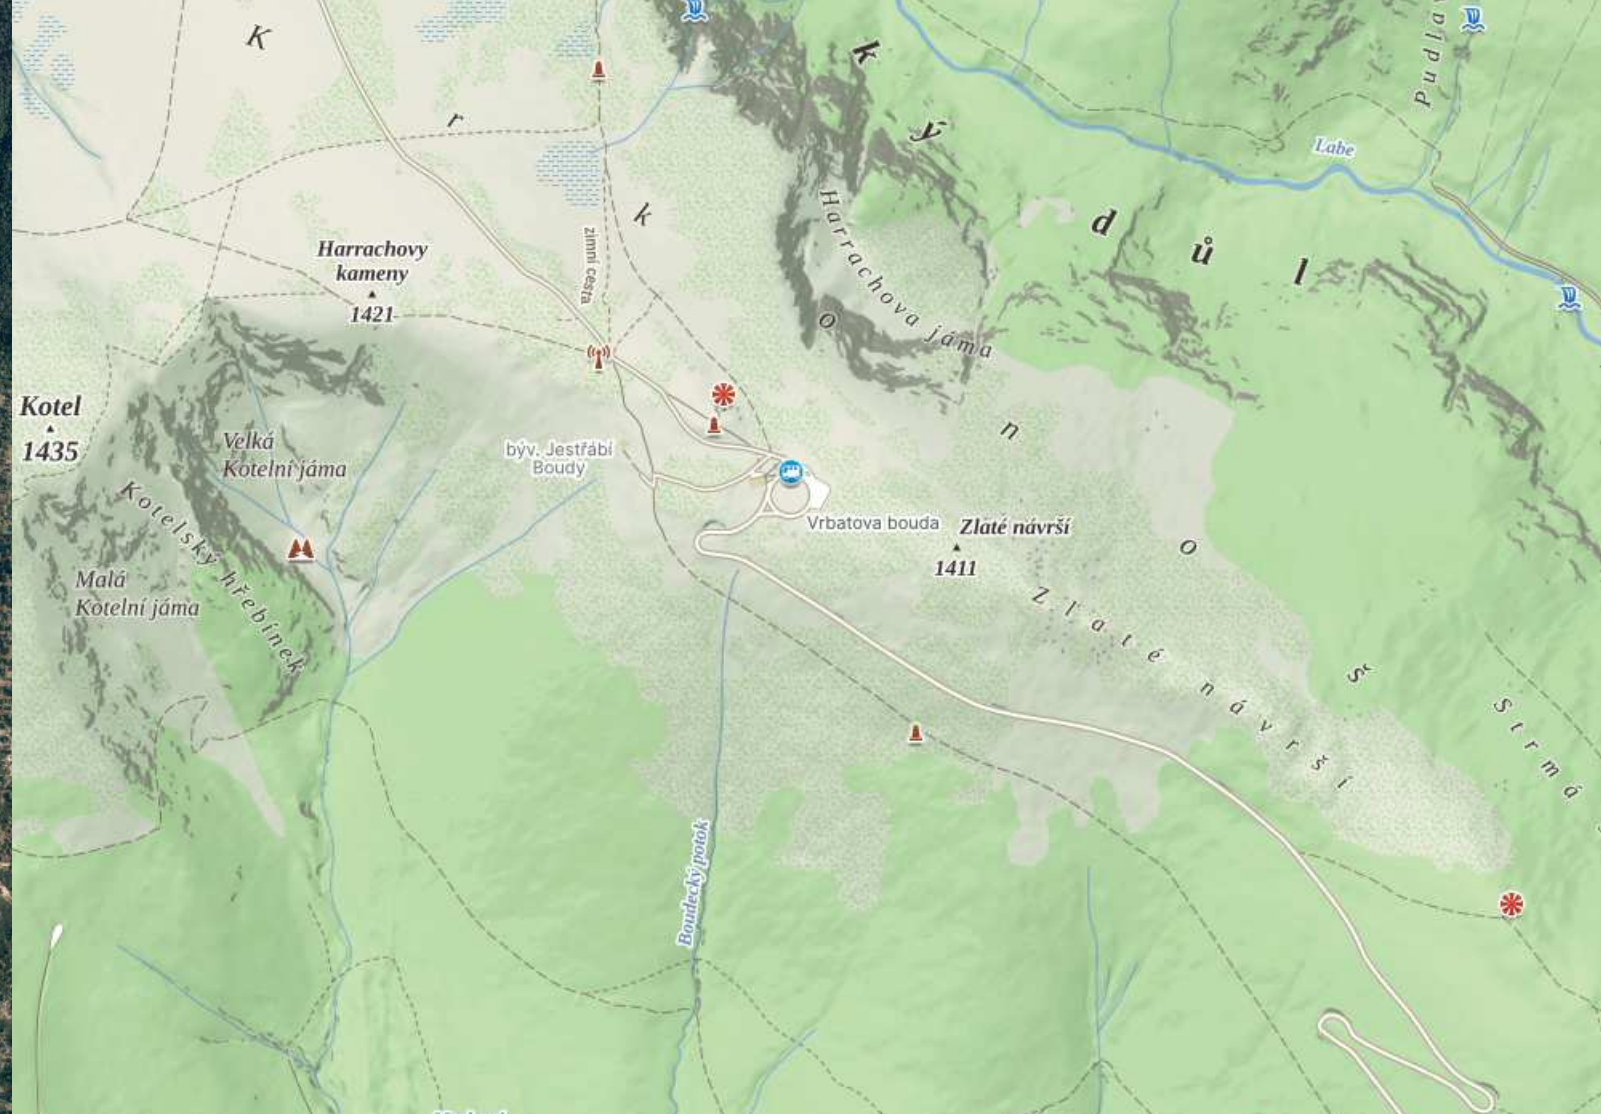 K
r
k
o
n
o
š
k
ý
d
ů
l
Pudlav
Labe
Harrachova jáma
zimní cesta
Harrachovy
kameny
1421
Kotel
1435
Velká
Kotelní jáma
býv. Jestřábí
Boudy
Kotelský hřebínek
Malá
Kotelní jáma
Vrbatova bouda
Zlaté návrší
1411
Zlaté návrší
Strmá
Boudecký potok